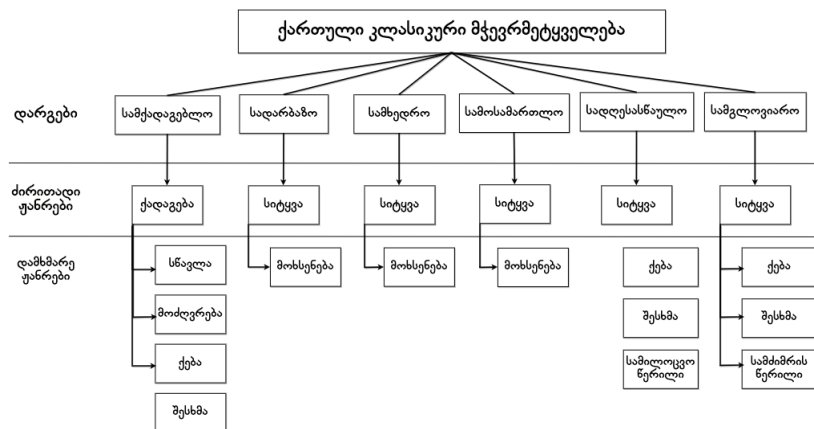 ქართული კლასიკური მჭევრმეტყველება
დარგები
სამქადაგებლო
სადარბაზო
სამხედრო
სამოსამართლო
სადღესასწაულო
სამგლოვიარო
ძირითადი
ჟანრები
ქადაგება
სიტყვა
სიტყვა
სიტყვა
სიტყვა
სიტყვა
დამხმარე
ჟანრები
სწავლა
მოხსენება
მოხსენება
მოხსენება
ქება
ქება
მოძღვრება
შესხმა
შესხმა
ქება
სამილოცვო
წერილი
სამძიმრის
წერილი
შესხმა